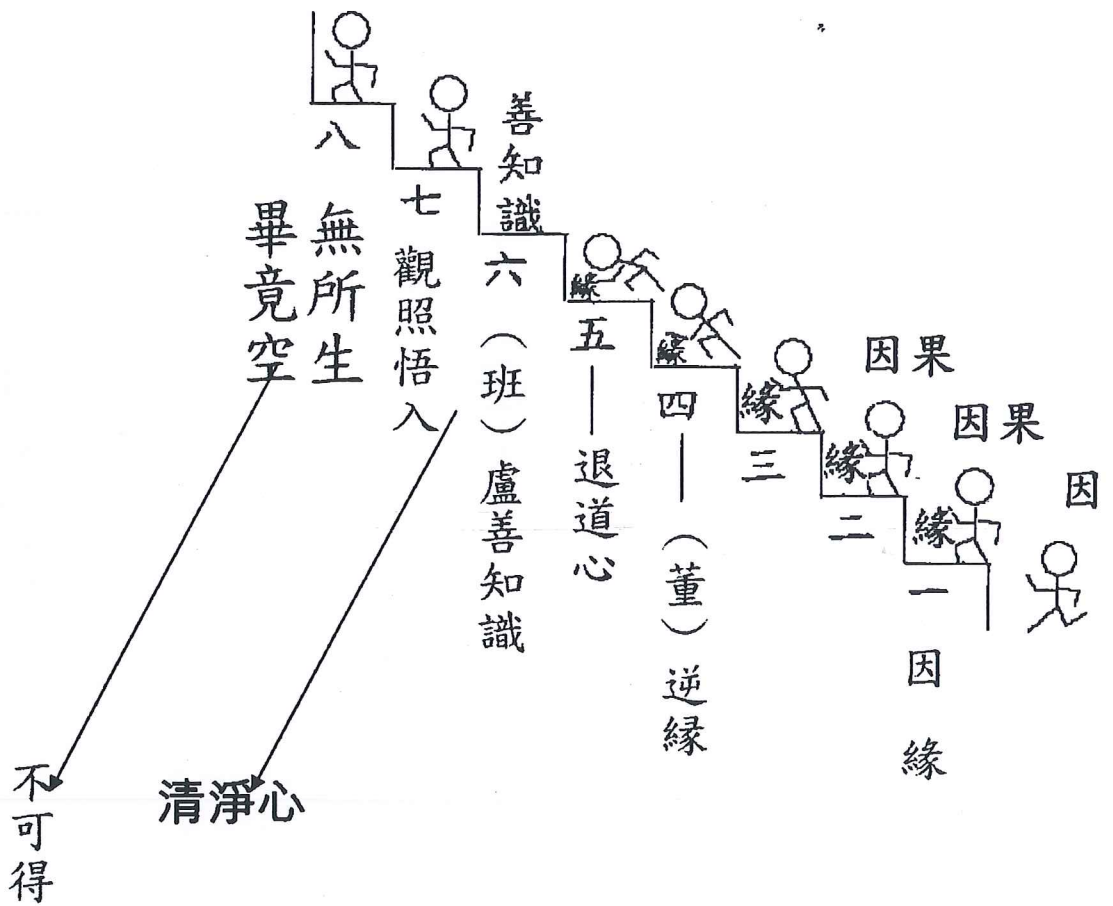 因
因果
因果
一
因緣
緣
二
緣
三
緣
四
(董)逆緣
緣
五
退道心
緣
六
(班)盧善知識
善知識
七
觀照悟入
八
無所生
畢竟空
清淨心
不可得